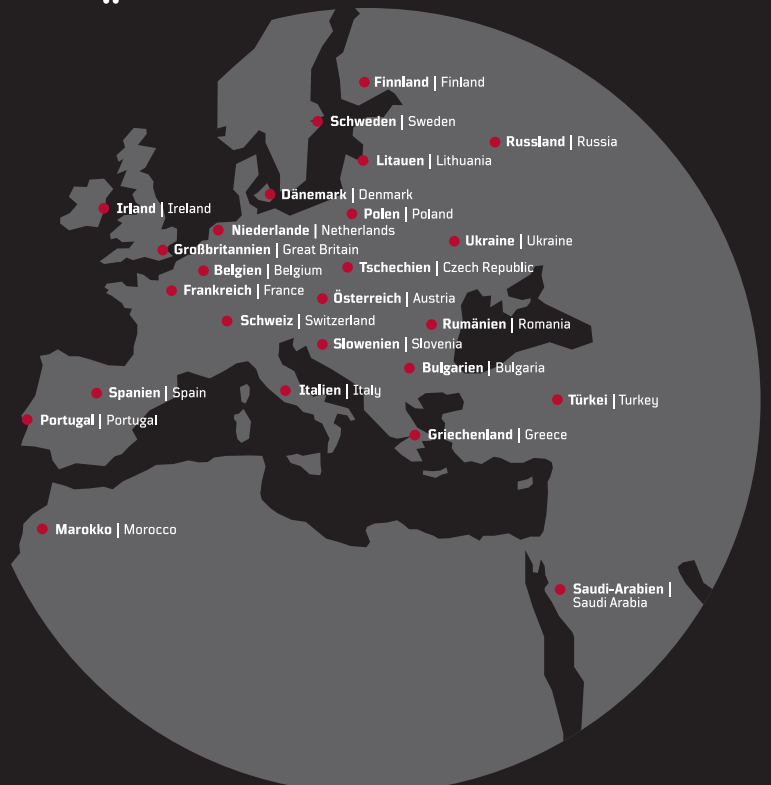 Finnland | Finland
Schweden | Sweden
Russland | Russia
Litauen | Lithuania
Dänemark | Denmark
Irland | Ireland
Polen | Poland
Niederlande | Netherlands
Ukraine | Ukraine
Großbritannien | Great Britain
Belgien | Belgium
Tschechien | Czech Republic
Frankreich | France
Österreich | Austria
Schweiz | Switzerland
Rumänien | Romania
Slowenien | Slovenia
Bulgarien | Bulgaria
Spanien | Spain
Italien | Italy
Türkei | Turkey
Portugal | Portugal
Griechenland | Greece
Marokko | Morocco
Saudi-Arabien |
Saudi Arabia